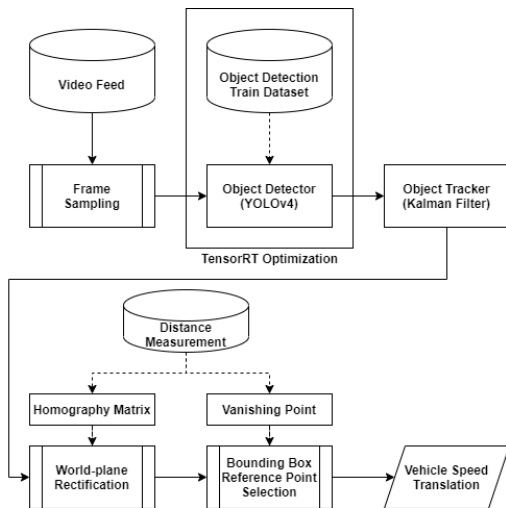 Video Feed
Object Detection
Train Dataset
Frame
Sampling
Object Detector
(YOLOv4)
Object Tracker
(Kalman Filter)
TensorRT Optimization
Distance
Measurement
Homography Matrix
Vanishing Point
World-plane
Rectification
Bounding Box
Reference Point
Selection
Vehicle Speed
Translation